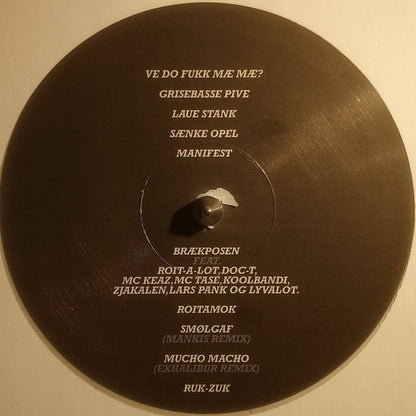 VE DO FUKK MÆ MÆ?
GRISEBASSE PIVE
LAUE STANK
SÆNKE OPEL
MANIFEST
BRÆKPOSEN
FEAT.
ROIT-A-LOT,DOC-T,
MC KEAZ,MC TASE,KOOLBANDI,
ZJAKALEN,LARS PANK OG LYVALOT.
ROITAMOK
SMØLGAF
(MANKIS REMIX)
MUCHO MACHO
(EXHALIBUR REMIX)
RUK-ZUK